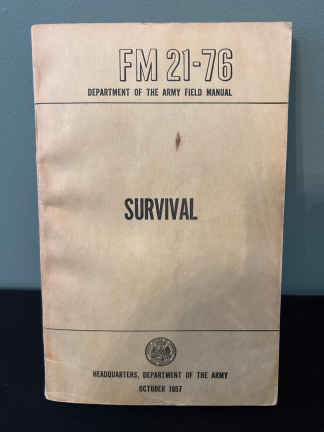 FM 21-76
DEPARTMENT OF THE ARMY FIELD MANUAL
SURVIVAL
HEADQUARTERS, DEPARTMENT OF THE ARMY
OCTOBER 1957